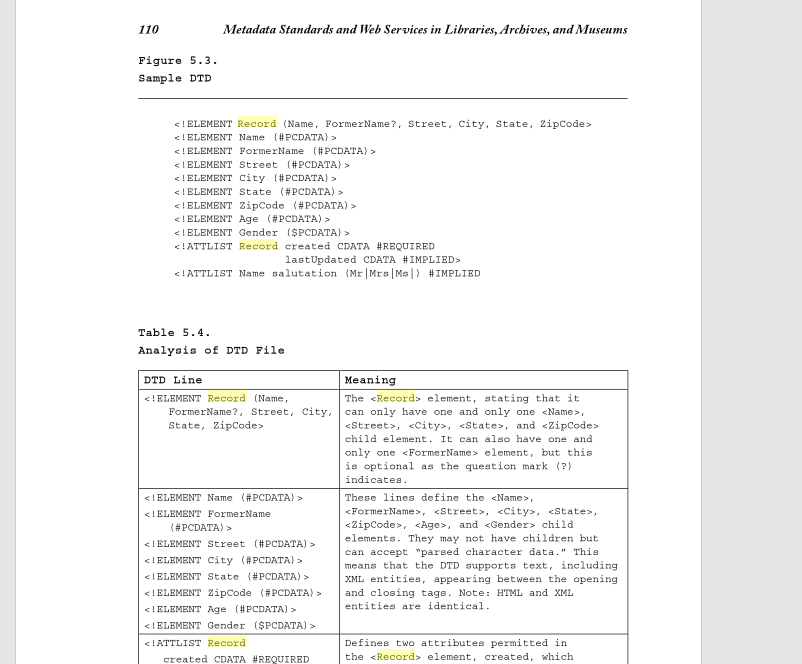 110 Metadata Standards and Web Services in Libraries, Archives, and Museums
Figure 5.3.
Sample DTD
<!ELEMENT Record (Name, FormerName?, Street, City, State, ZipCode>
<!ELEMENT Name (#PCDATA)>
<!ELEMENT FormerName (#PCDATA)>
<!ELEMENT Street (#PCDATA)>
<!ELEMENT City (#PCDATA)>
<!ELEMENT State (#PCDATA)>
<!ELEMENT ZipCode (#PCDATA)>
<!ELEMENT Age (#PCDATA)>
<!ELEMENT Gender ($PCDATA)>
<!ATTLIST Record created CDATA #REQUIRED
lastUpdated CDATA #IMPLIED>
<!ATTLIST Name salutation (Mr|Mrs|Ms|) #IMPLIED
Table 5.4.
Analysis of DTD File
DTD Line
Meaning
<!ELEMENT Record (Name,
FormerName?, Street, City,
State, ZipCode>
The <Record> element, stating that it
can only have one and only one <Name>,
<Street>, <City>, <State>, and <ZipCode>
child element. It can also have one and
only one <FormerName> element, but this
is optional as the question mark (?)
indicates.
<!ELEMENT Name (#PCDATA)>
<!ELEMENT FormerName
(#PCDATA)>
<!ELEMENT Street (#PCDATA)>
<!ELEMENT City (#PCDATA)>
<!ELEMENT State (#PCDATA)>
<!ELEMENT ZipCode (#PCDATA)>
<!ELEMENT Age (#PCDATA)>
<!ELEMENT Gender ($PCDATA)>
These lines define the <Name>,
<FormerName>, <Street>, <City>, <State>,
<ZipCode>, <Age>, and <Gender> child
elements. They may not have children but
can accept “parsed character data.” This
means that the DTD supports text, including
XML entities, appearing between the opening
and closing tags. Note: HTML and XML
entities are identical.
<!ATTLIST Record
created CDATA #REQUIRED
Defines two attributes permitted in
the <Record> element, created, which